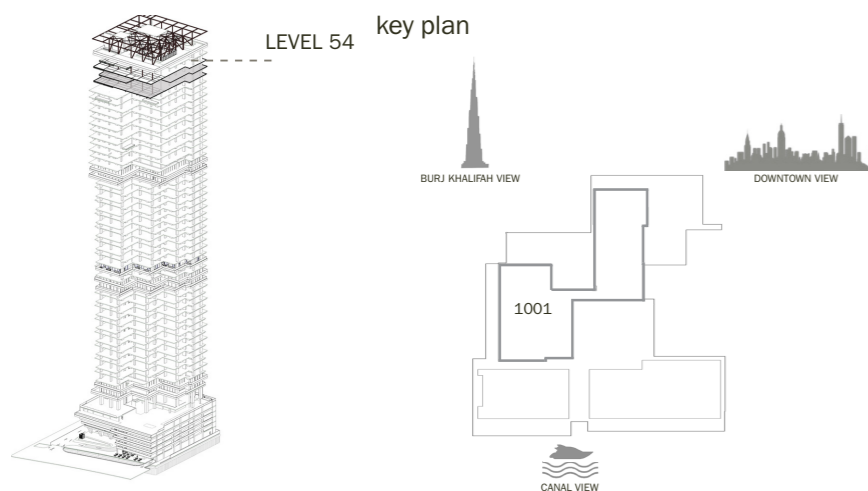 key plan
LEVEL 54
BURJ KHALIFAH VIEW
DOWNTOWN VIEW
1001
CANAL VIEW